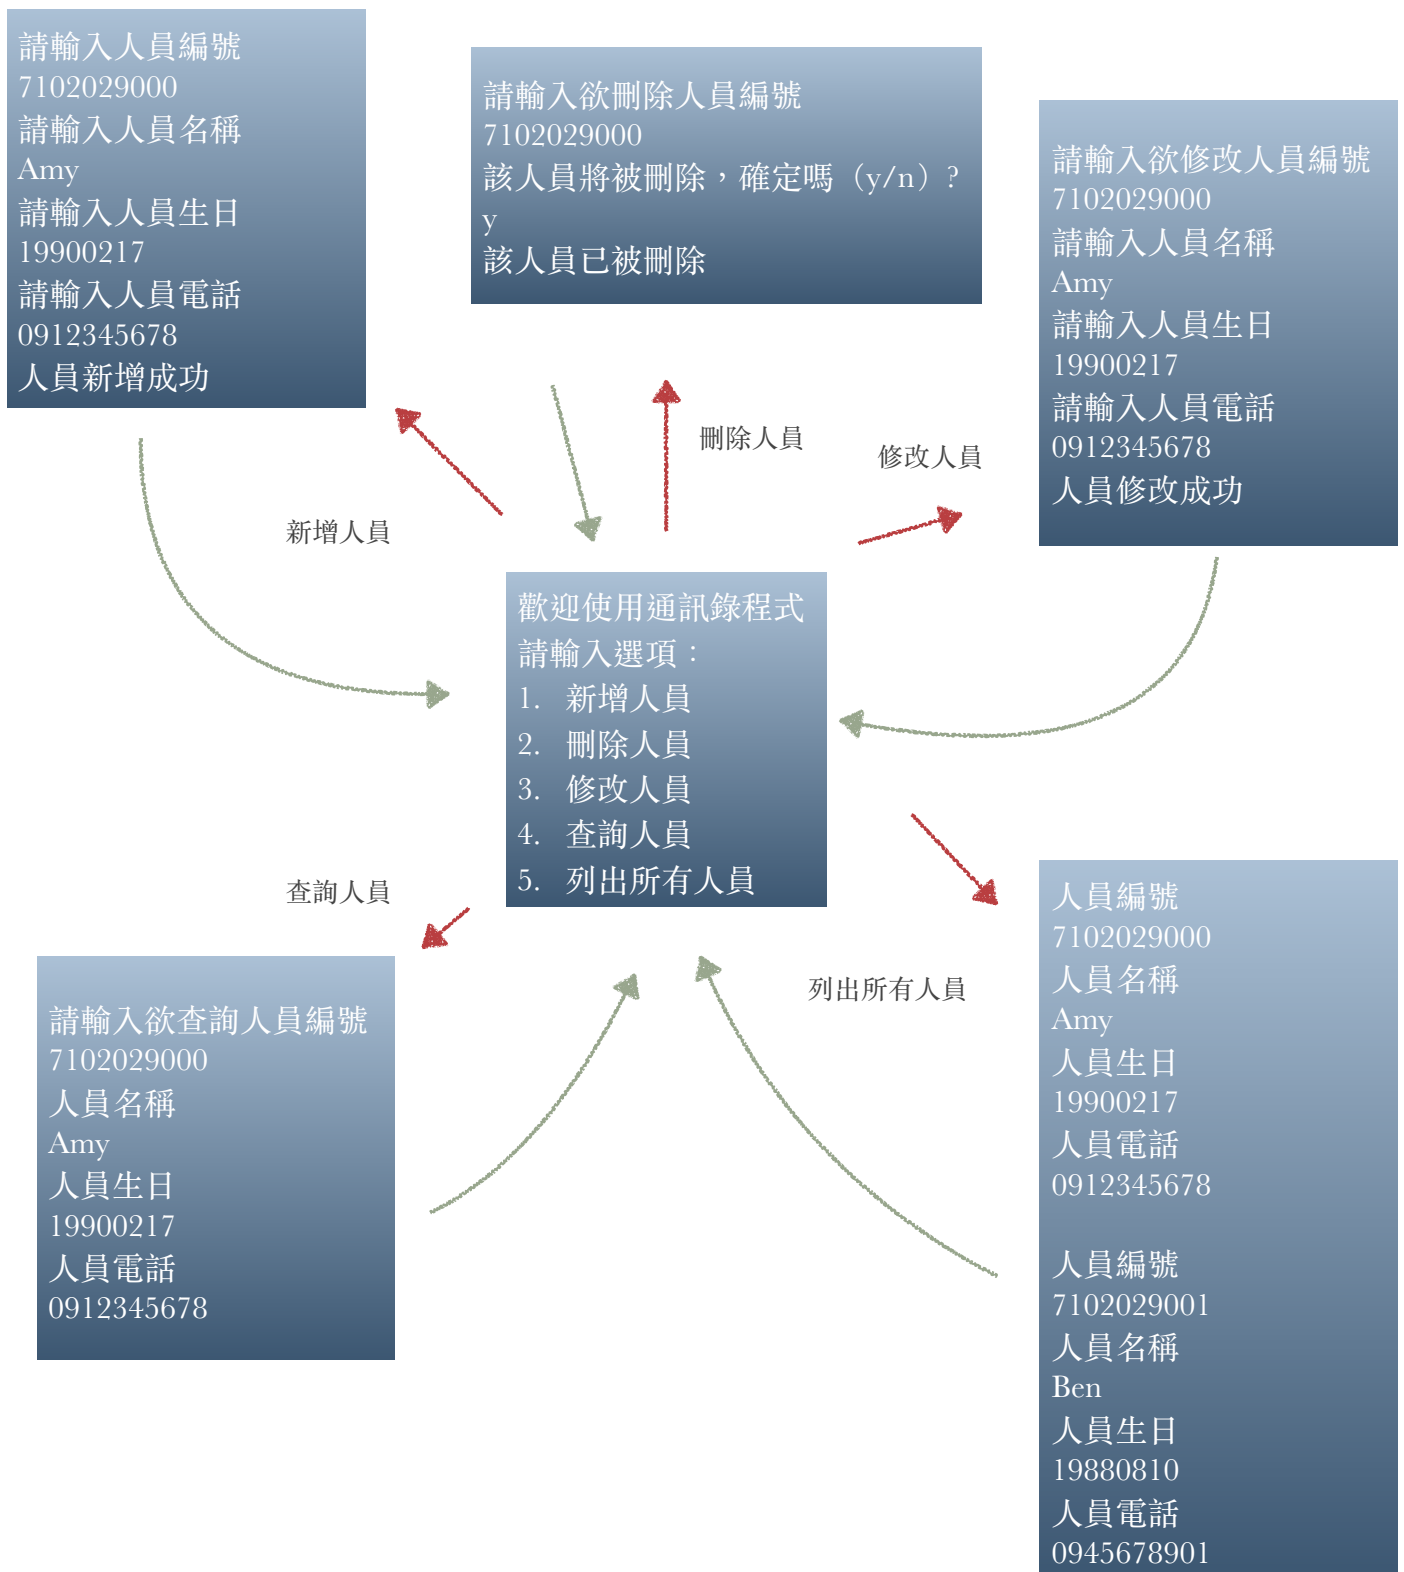 請輸入人員編號
7102029000
請輸入人員名稱
Amy
請輸入人員生日
19900217
請輸入人員電話
0912345678
人員新增成功
請輸入欲刪除人員編號
7102029000
該人員將被刪除，確定嗎（y/n）?
y
該人員已被刪除
請輸入欲修改人員編號
7102029000
請輸入人員名稱
Amy
請輸入人員生日
19900217
請輸入人員電話
0912345678
人員修改成功
刪除人員
修改人員
新增人員
歡迎使用通訊錄程式
請輸入選項：
1. 新增人員
2. 刪除人員
3. 修改人員
4. 查詢人員
5. 列出所有人員
查詢人員
列出所有人員
請輸入欲查詢人員編號
7102029000
人員名稱
Amy
人員生日
19900217
人員電話
0912345678
人員編號
7102029000
人員名稱
Amy
人員生日
19900217
人員電話
0912345678
人員編號
7102029001
人員名稱
Ben
人員生日
19880810
人員電話
0945678901